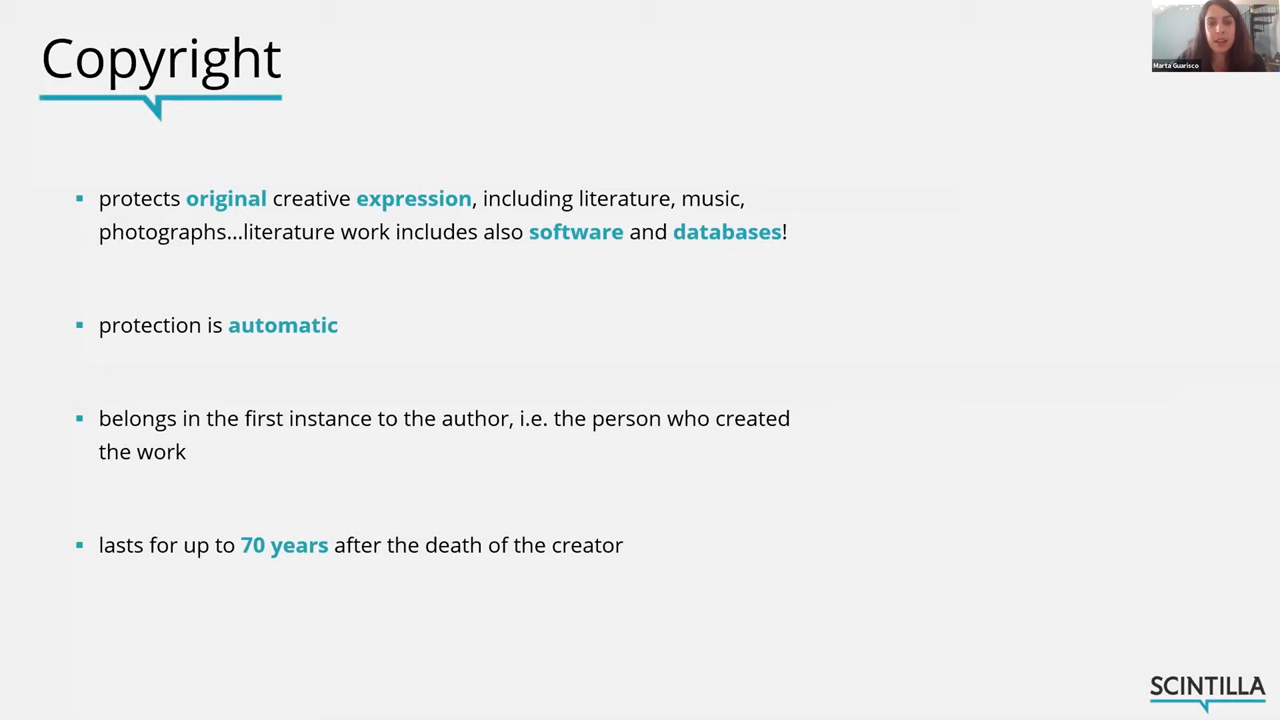 Copyright
Marta Guarisco
protects original creative expression, including literature, music,
photographs...literature work includes also software and databases!
protection is automatic
belongs in the first instance to the author, i.e. the person who created
the work
lasts for up to 70 years after the death of the creator
SCINTILLA